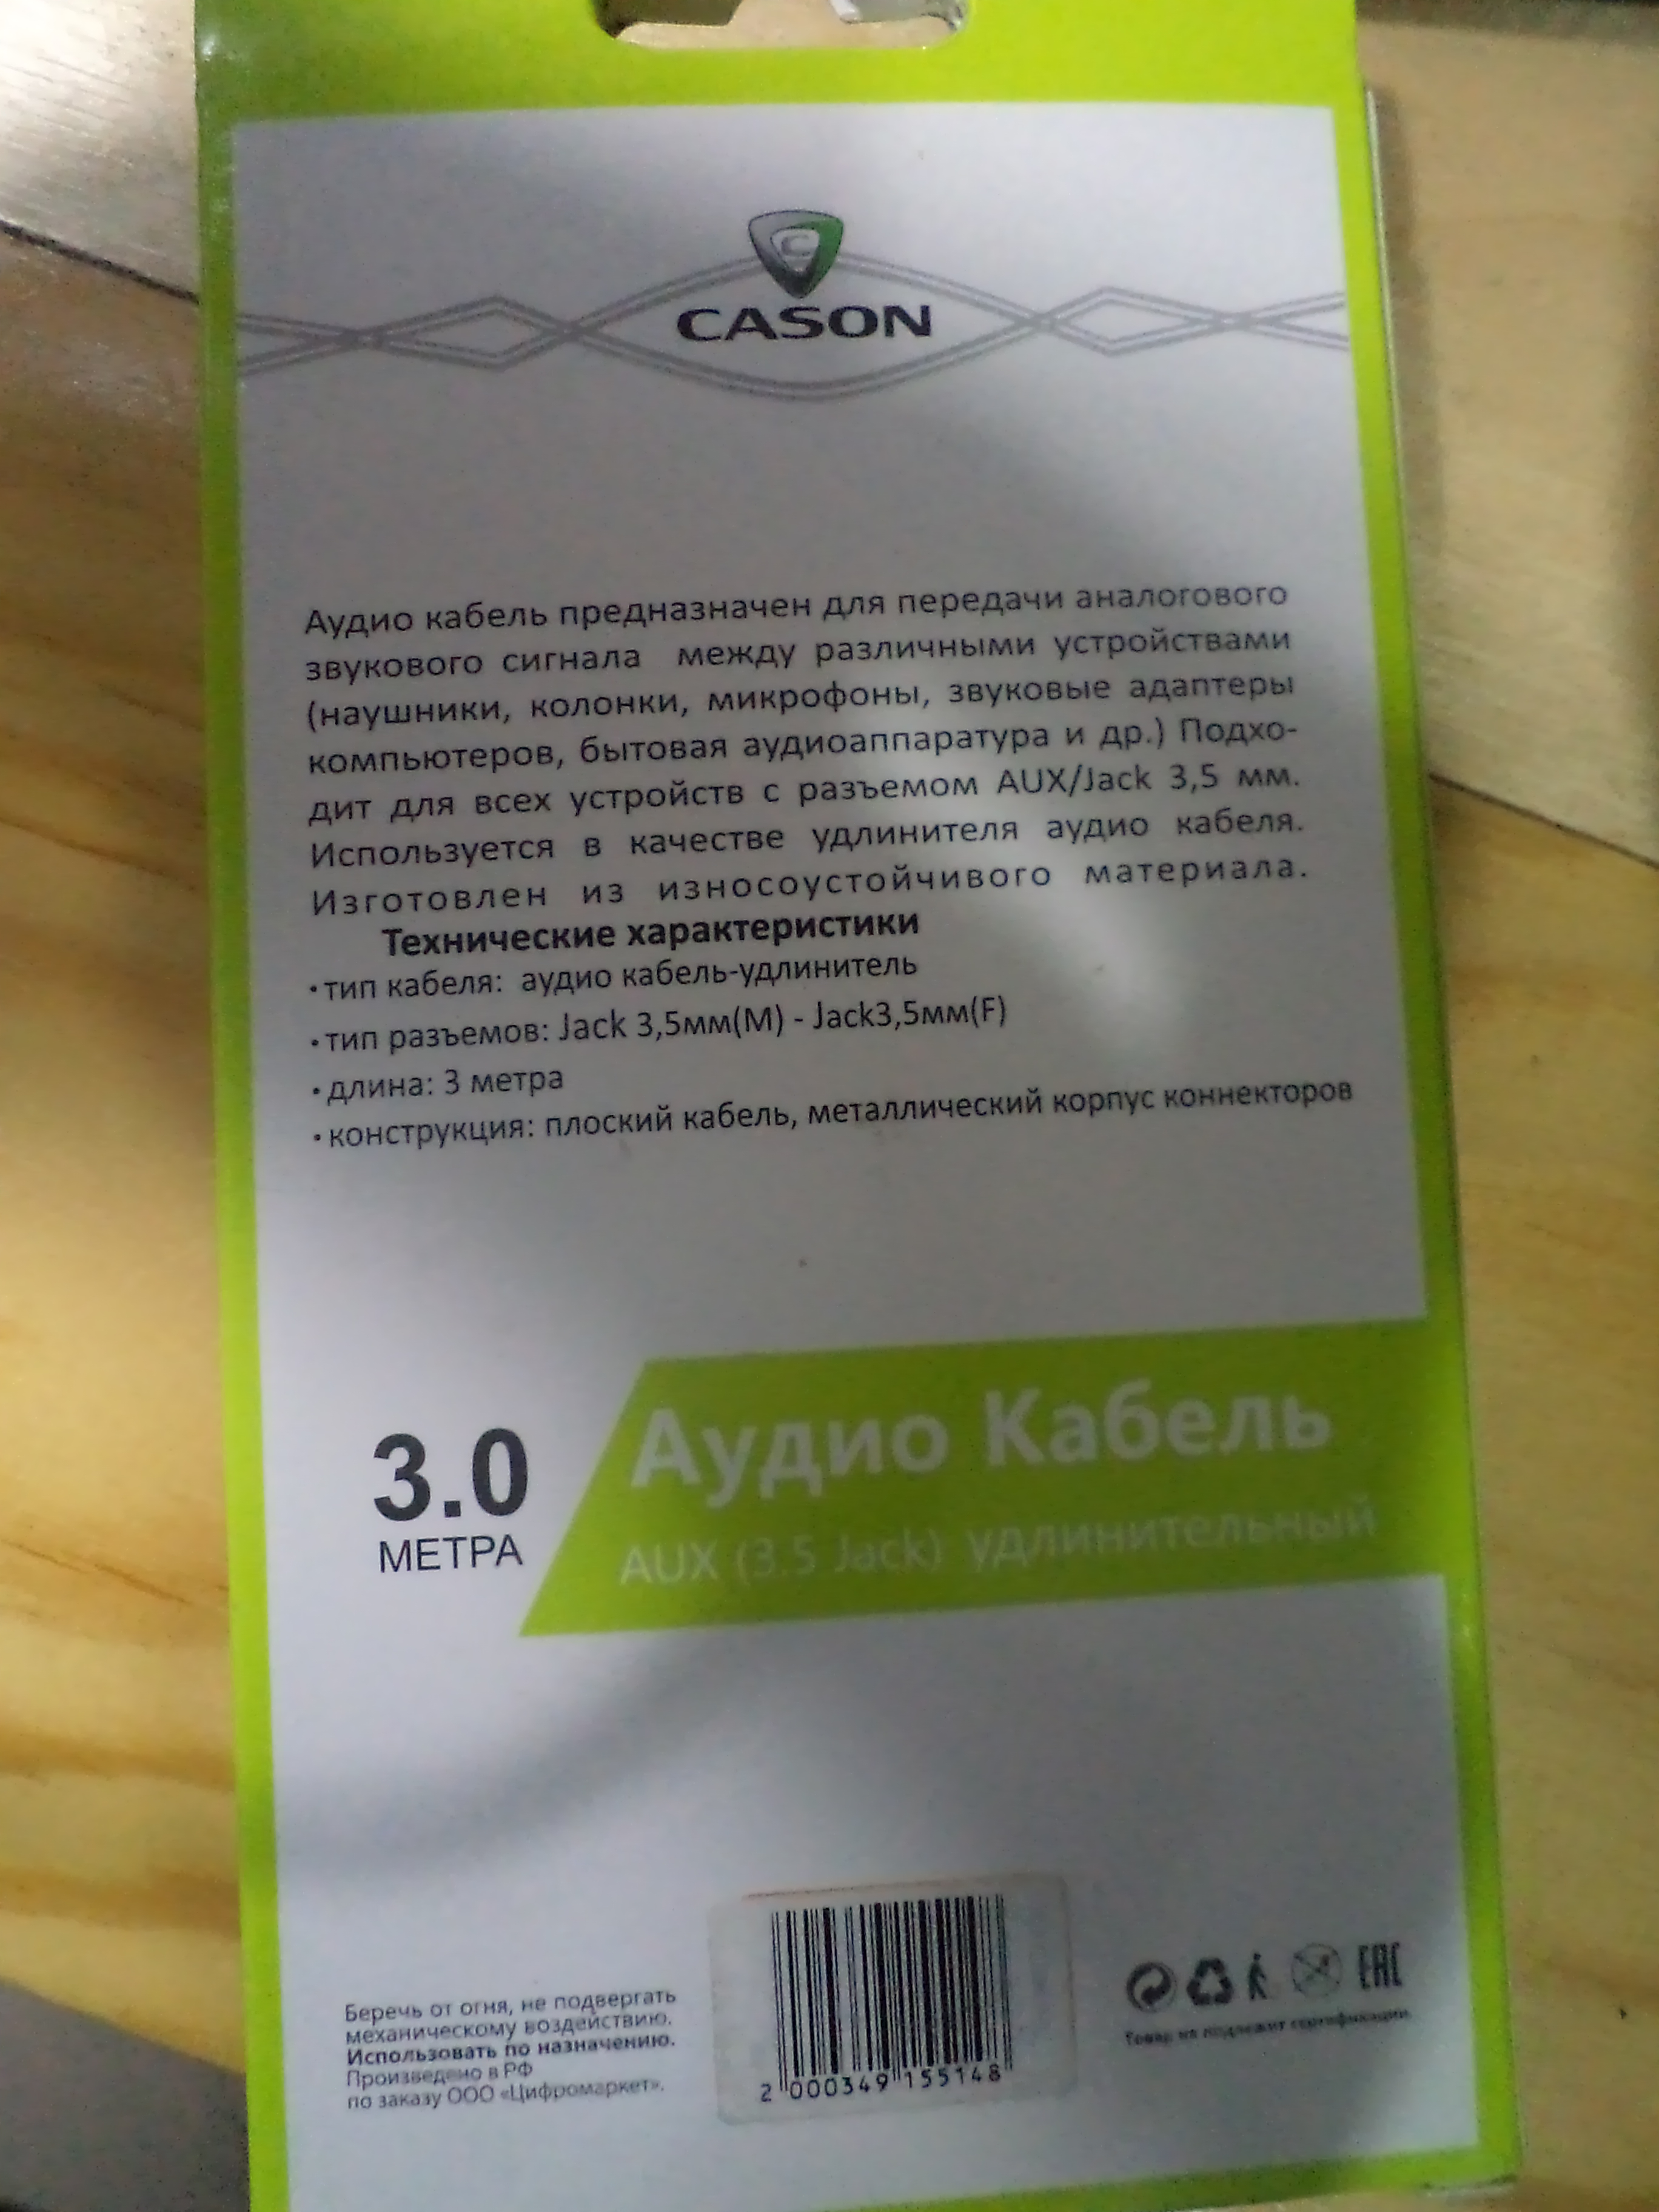 CASON
Аудио кабель предназначен для передачи аналогового
звукового сигнала между различными устройствами
(наушники, колонки, микрофоны, звуковые адаптеры
компьютеров, бытовая аудиоаппаратура и др.) Подхо-
дит для всех устройств с разъемом AUX/Jack 3,5 мм.
Используется в качестве удлинителя аудио кабеля.
Изготовлен из износоустойчивого материала.
Технические характеристики
•тип кабеля: аудио кабель-удлинитель
•тип разъемов: Jack 3,5мм(M) - Jack3,5мм(F)
•длина: 3 метра
•конструкция: плоский кабель, металлический корпус коннекторов
3.0
МЕТРА
Аудио Кабель
AUX (3.5 Jack) удлинительный
Беречь от огня, не подвергать
механическому воздействию.
Использовать по назначению.
Произведено в РФ
по заказу ООО «Цифромаркет».
2 000349 155148
EAC
Товар не подлежит сертификации